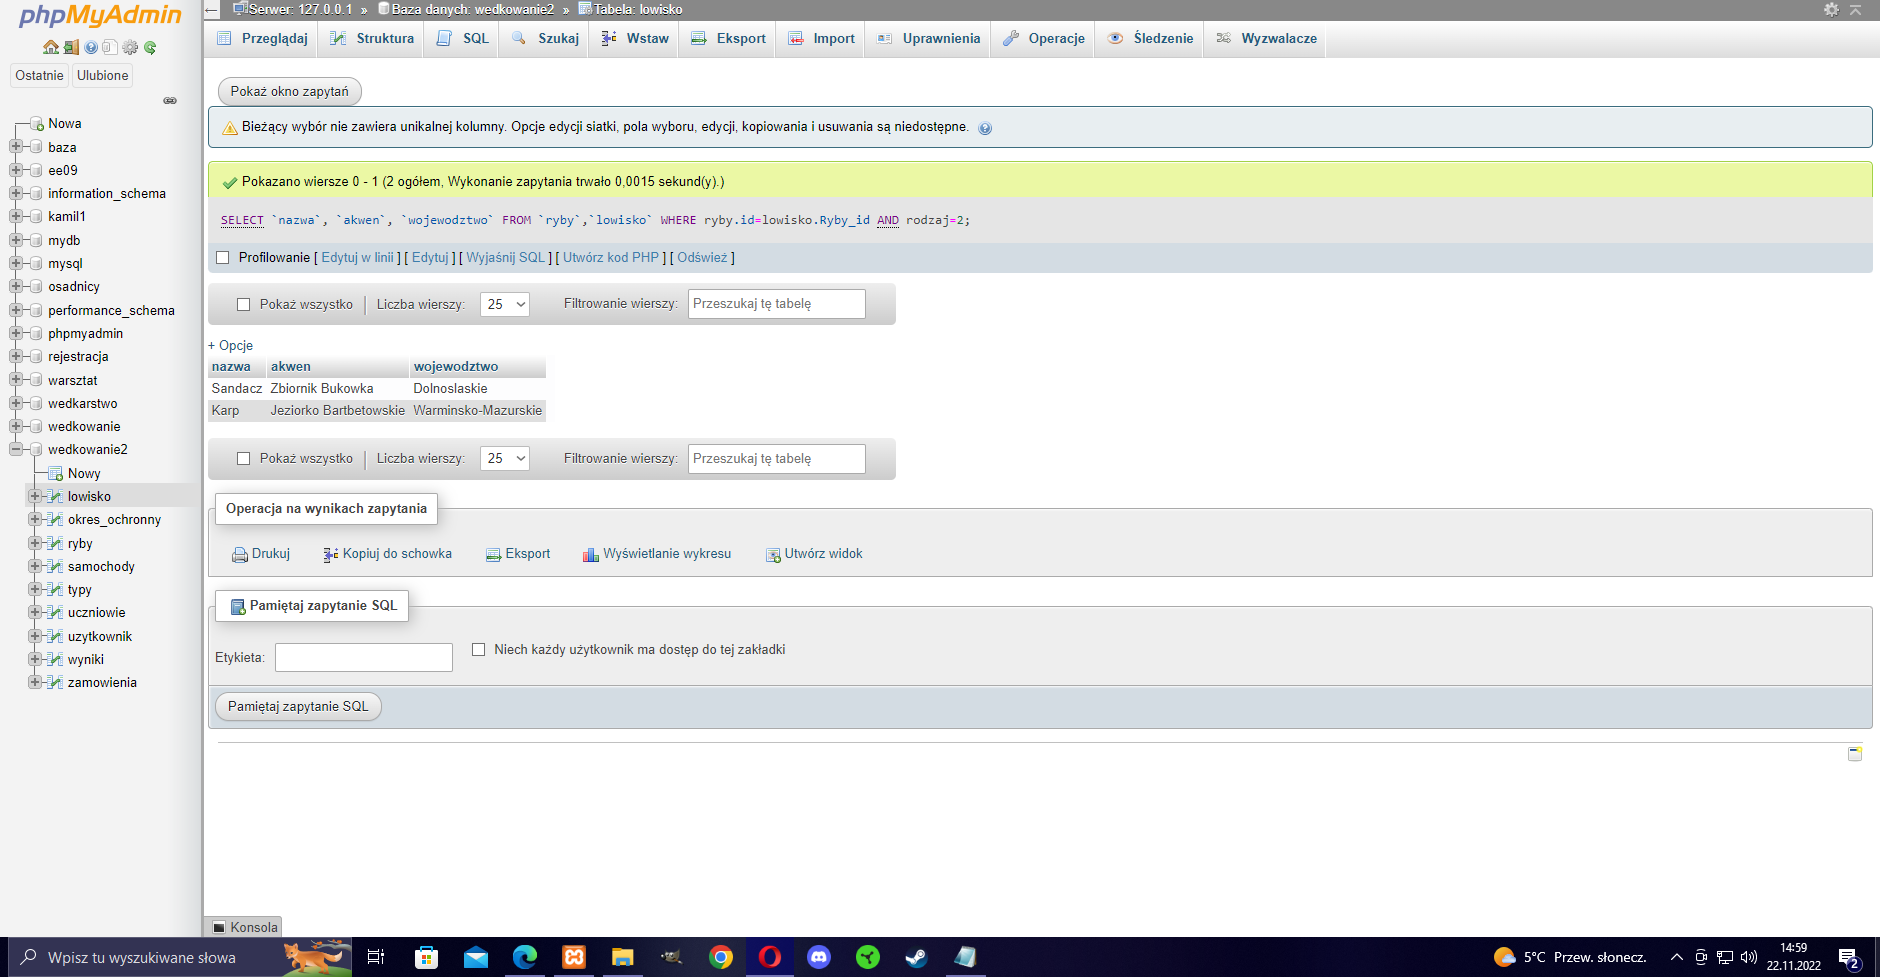 phpMyAdmin
Ostatnie
Ulubione
Nowa
baza
ee09
information_schema
kamil1
mydb
mysql
osadnicy
performance_schema
phpmyadmin
rejestracja
warsztat
wedkarstwo
wedkowanie
wedkowanie2
Nowy
lowisko
okres_ochronny
ryby
samochody
typy
uczniowie
uzytkownik
wyniki
zamowienia
Serwer: 127.0.0.1 » Baza danych: wedkowanie2 » Tabela: lowisko
Przeglądaj Struktura SQL Szukaj Wstaw Eksport Import Uprawnienia Operacje Śledzenie Wyzwalacze
Pokaż okno zapytań
Bieżący wybór nie zawiera unikalnej kolumny. Opcje edycji siatki, pola wyboru, edycji, kopiowania i usuwania są niedostępne.
Pokazano wiersze 0 - 1 (2 ogółem, Wykonanie zapytania trwało 0,0015 sekund(y).)
SELECT `nazwa`, `akwen`, `wojewodztwo` FROM `ryby`,`lowisko` WHERE ryby.id=lowisko.Ryby_id AND rodzaj=2;
Profilowanie [ Edytuj w linii ] [ Edytuj ] [ Wyjaśnij SQL ] [ Utwórz kod PHP ] [ Odśwież ]
Pokaż wszystko | Liczba wierszy: 25 Filtrowanie wierszy: Przeszukaj tę tabelę
+ Opcje
nazwa akwen wojewodztwo
Sandacz Zbiornik Bukowka Dolnoslaskie
Karp Jeziorko Bartbetowskie Warminsko-Mazurskie
Pokaż wszystko | Liczba wierszy: 25 Filtrowanie wierszy: Przeszukaj tę tabelę
Operacja na wynikach zapytania
Drukuj Kopiuj do schowka Eksport Wyświetlanie wykresu Utwórz widok
Pamiętaj zapytanie SQL
Etykieta: Niech każdy użytkownik ma dostęp do tej zakładki
Pamiętaj zapytanie SQL
Konsola
Wpisz tu wyszukiwane słowa
5°C Przew. słonecz.
14:59
22.11.2022
2